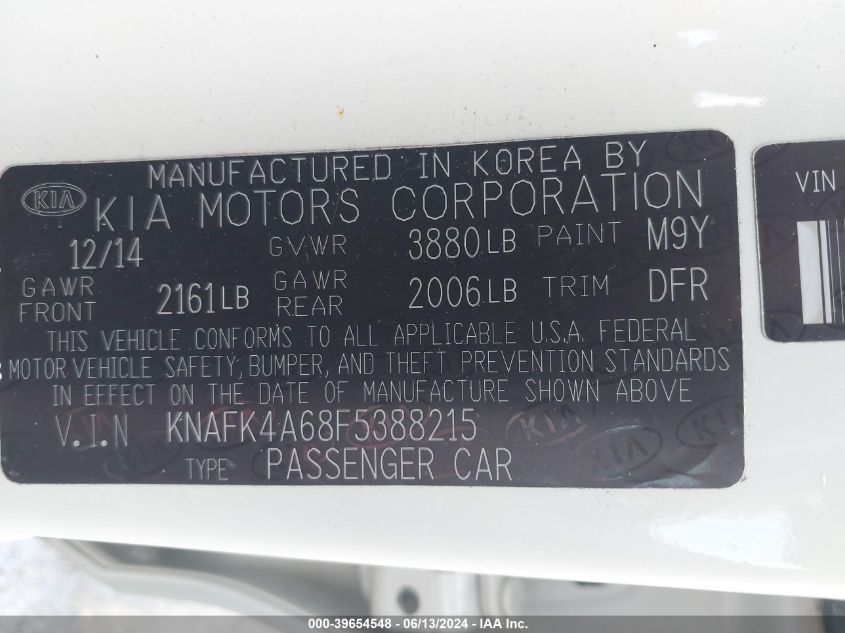 MANUFACTURED IN KOREA BY
KIA KIA MOTORS CORPORATION
12/14 GVWR 3880LB PAINT M9Y
GAWR FRONT 2161LB GAWR REAR 2006LB TRIM DFR
THIS VEHICLE CONFORMS TO ALL APPLICABLE U.S.A. FEDERAL
MOTOR VEHICLE SAFETY, BUMPER, AND THEFT PREVENTION STANDARDS
IN EFFECT ON THE DATE OF MANUFACTURE SHOWN ABOVE
V.I.N KNAFK4A68F5388215
TYPE PASSENGER CAR
VIN
000-39654548 - 06/13/2024 - IAA Inc.